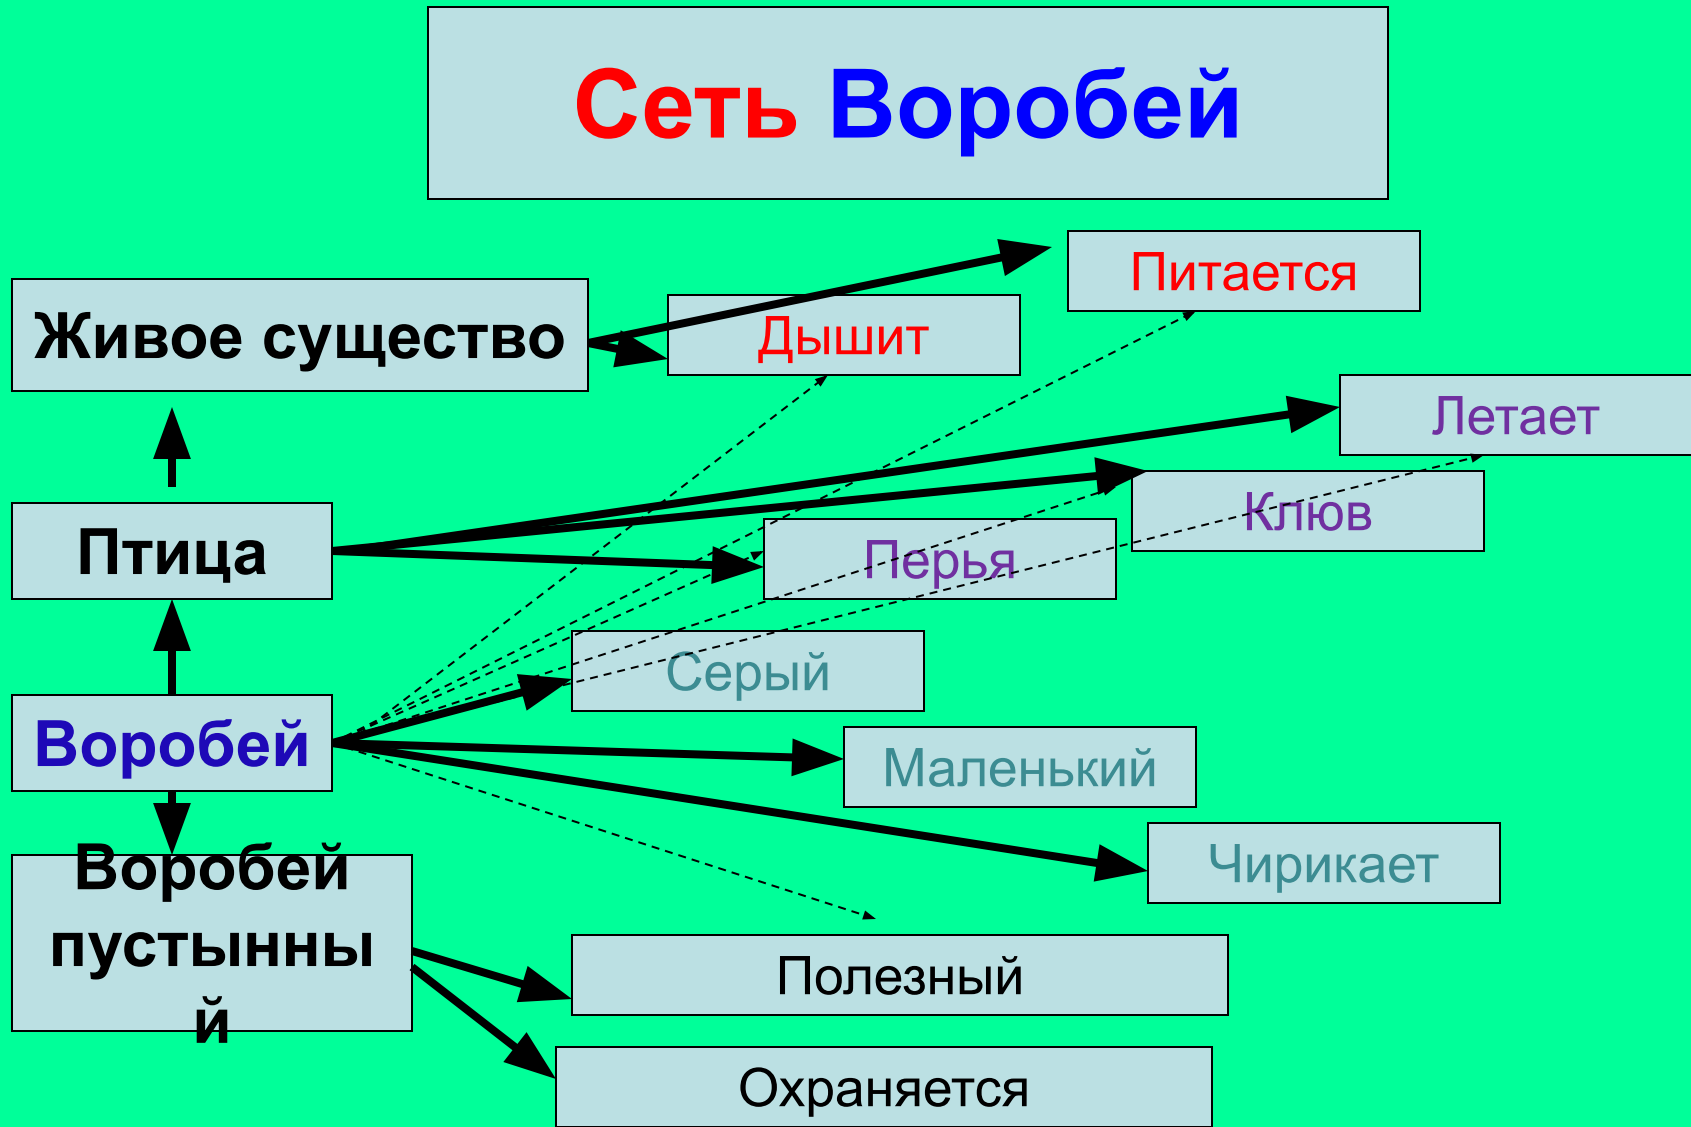 Сеть Воробей
Питается
Живое существо
Дышит
Летает
Клюв
Птица
Перья
Серый
Воробей
Маленький
Чирикает
Воробей
пустынны
й
Полезный
Охраняется